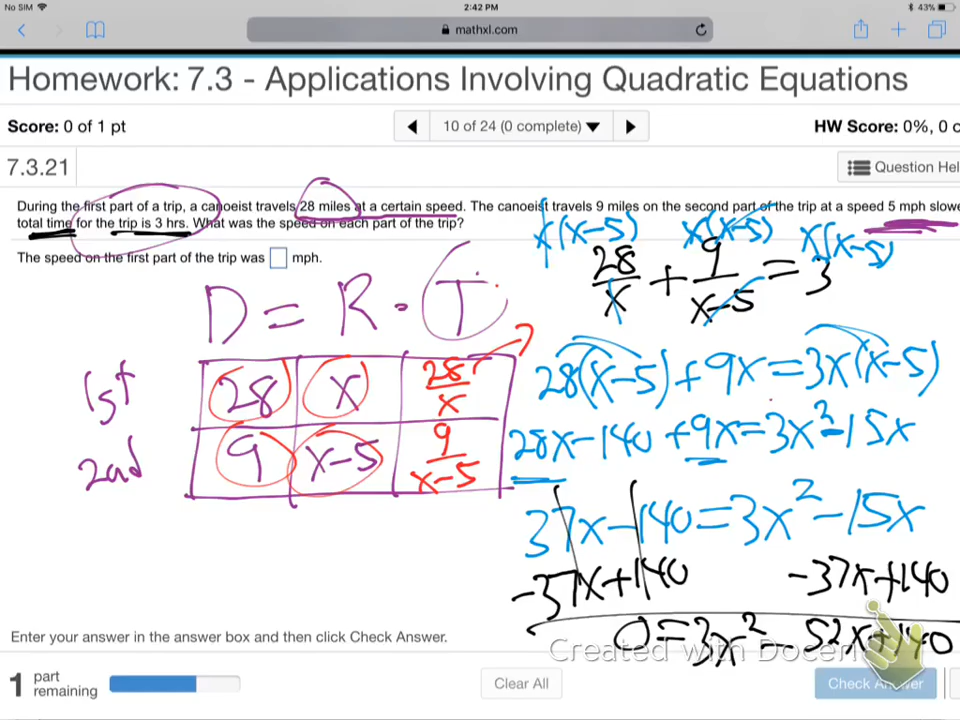 No SIM 2:42 PM 43%
mathxl.com
Homework: 7.3 - Applications Involving Quadratic Equations
Score: 0 of 1 pt 10 of 24 (0 complete) HW Score: 0%, 0 o
7.3.21 Question Hel
During the first part of a trip, a canoeist travels 28 miles at a certain speed. The canoeist travels 9 miles on the second part of the trip at a speed 5 mph slowe
total time for the trip is 3 hrs. What was the speed on each part of the trip?
The speed on the first part of the trip was mph.
x(x-5) x(x-5) x(x-5)
28/x + 9/x-5 = 3
D = R · T
1st 28 x 28/x
2nd 9 x-5 9/x-5
28(x-5)+9x=3x(x-5)
28x-140+9x=3x²-15x
37x-140=3x²-15x
-37x+140 -37x+140
0=3x²-52x+140
Enter your answer in the answer box and then click Check Answer.
1 part remaining
Clear All
Check Answer